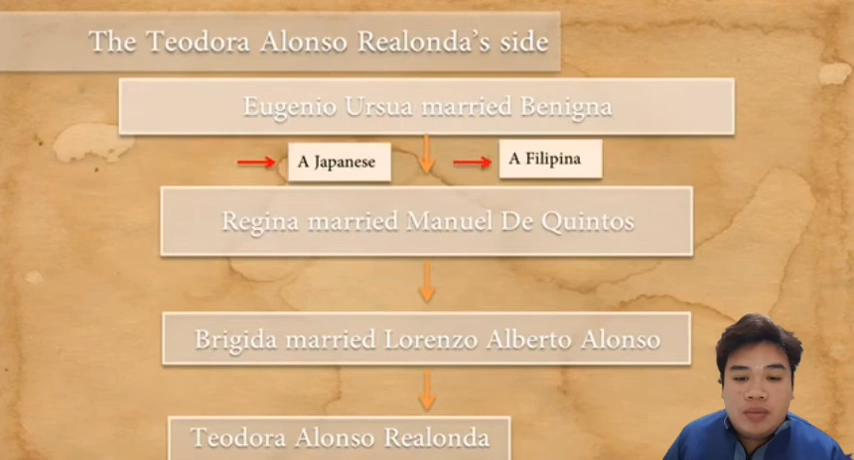 The Teodora Alonso Realonda's side
Eugenio Ursua married Benigna
A Japanese
A Filipina
Regina married Manuel De Quintos
Brigida married Lorenzo Alberto Alonso
Teodora Alonso Realonda